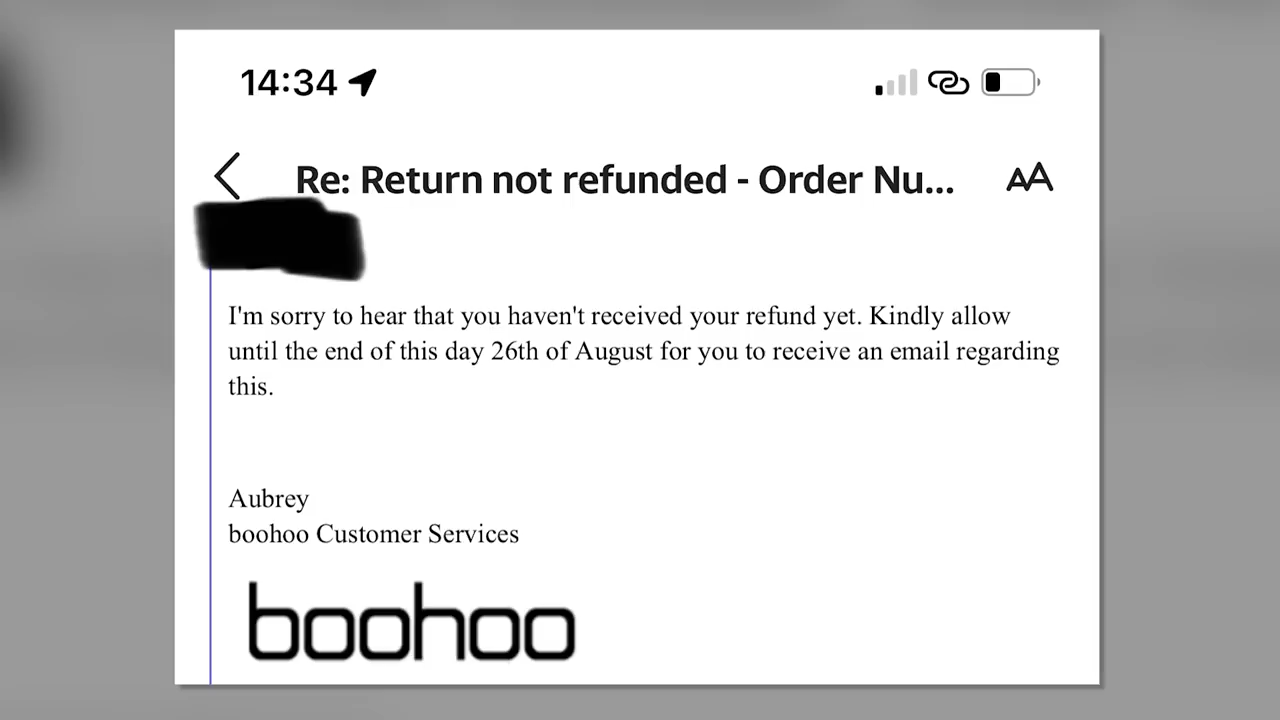 14:34
Re: Return not refunded - Order Nu...
AA
I'm sorry to hear that you haven't received your refund yet. Kindly allow
until the end of this day 26th of August for you to receive an email regarding
this.
Aubrey
boohoo Customer Services
boohoo